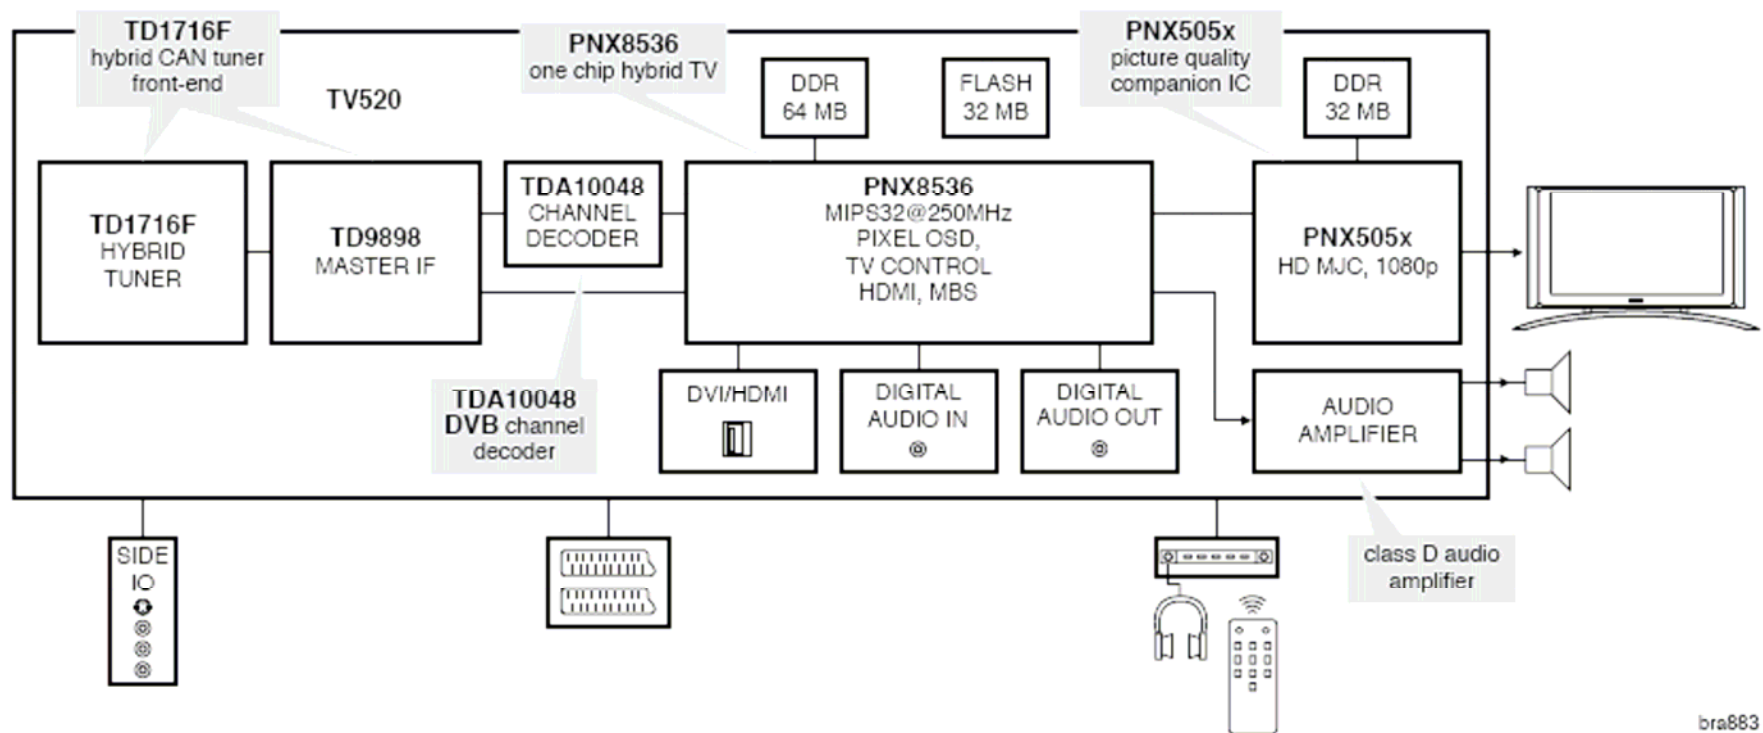 TD1716F
hybrid CAN tuner
front-end
TV520
PNX8536
one chip hybrid TV
DDR
64 MB
FLASH
32 MB
PNX505x
picture quality
companion IC
DDR
32 MB
TD1716F
HYBRID
TUNER
TD9898
MASTER IF
TDA10048
CHANNEL
DECODER
PNX8536
MIPS32@250MHz
PIXEL OSD,
TV CONTROL
HDMI, MBS
PNX505x
HD MJC, 1080p
TDA10048
DVB channel
decoder
DVI/HDMI
DIGITAL
AUDIO IN
DIGITAL
AUDIO OUT
AUDIO
AMPLIFIER
SIDE
IO
class D audio
amplifier
bra883